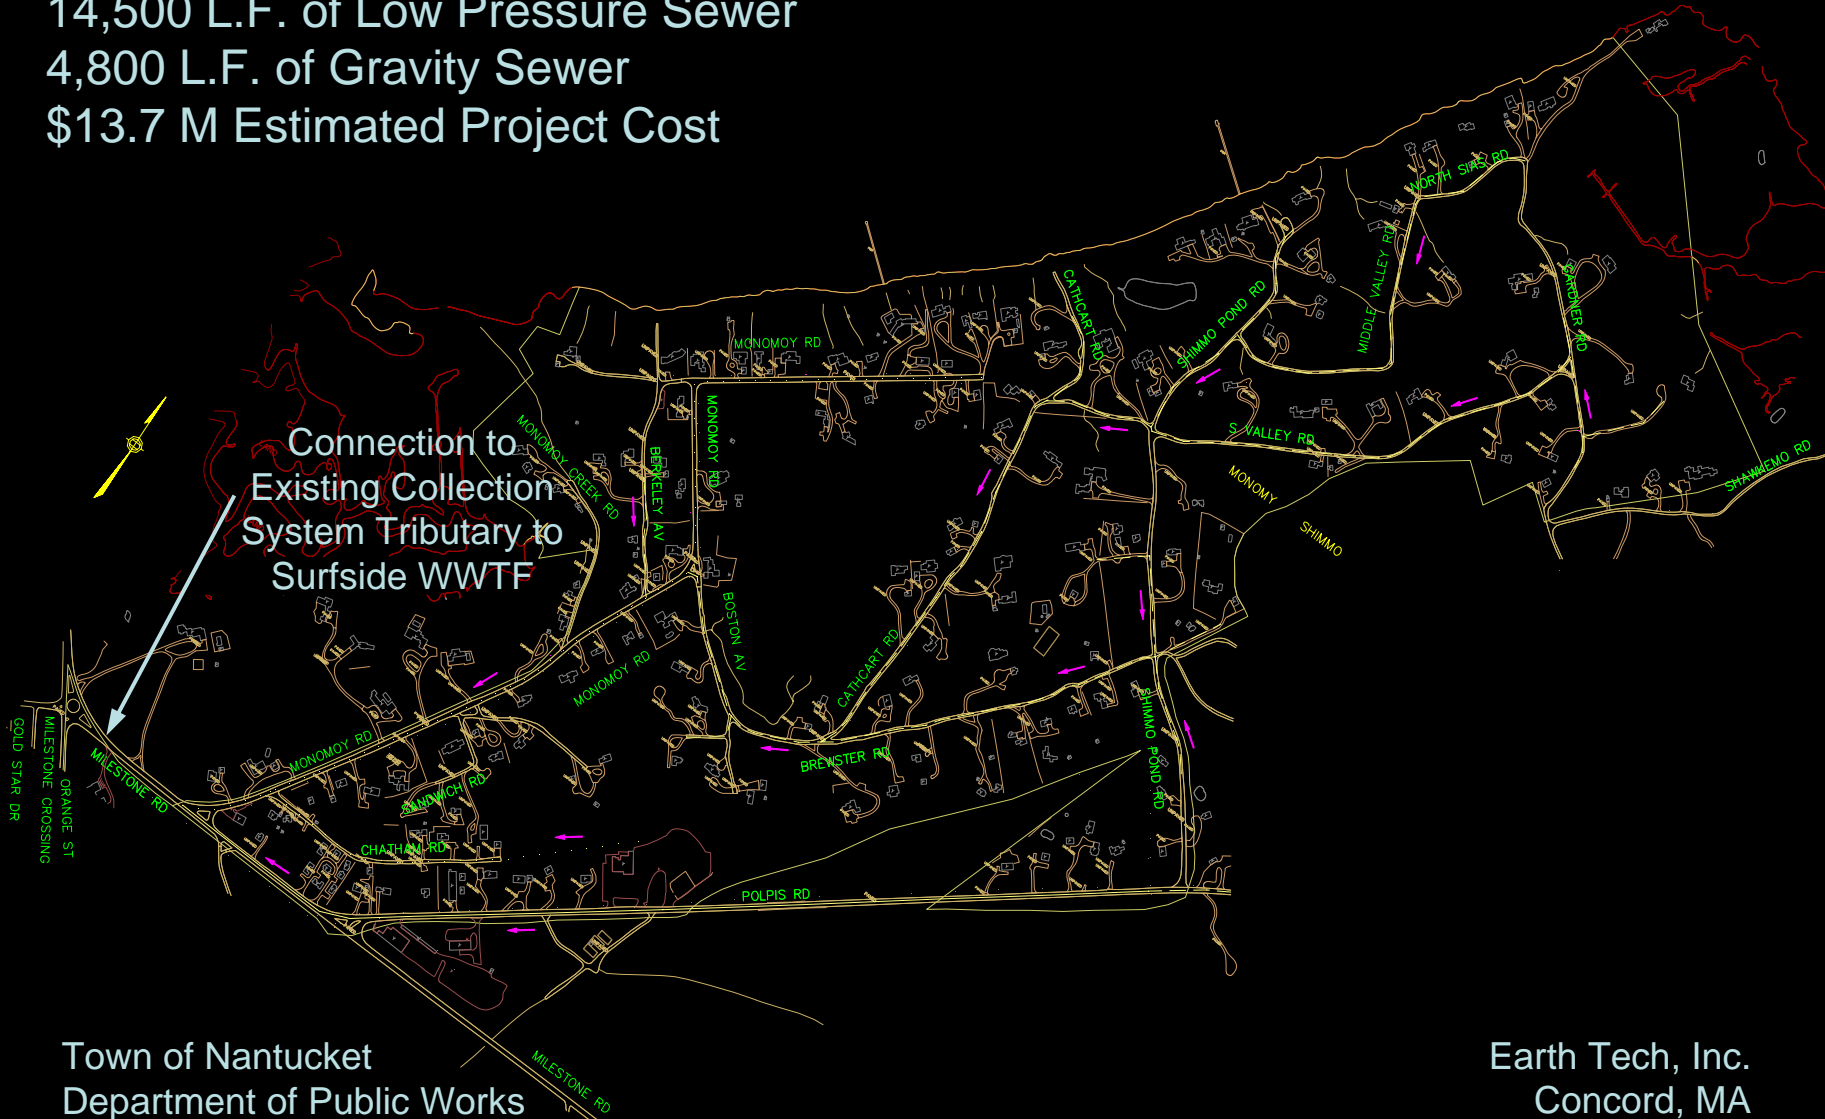 14,500 L.F. of Low Pressure Sewer
4,800 L.F. of Gravity Sewer
$13.7 M Estimated Project Cost
NORTH SIAS RD
MIDDLE VALLEY RD
GARDNER RD
CATHCART RD
SHIMMO POND RD
MONOMOY RD
MONOMOY RD
MONOMOY CREEK RD
BERKELEY AV
S VALLEY RD
MONOMY
SHIMMO
SHAWKEMO RD
Connection to
Existing Collection
System Tributary to
Surfside WWTF
BOSTON AV
MONOMOY RD
CATHCART RD
SHIMMO POND RD
BREWSTER RD
MONOMOY RD
SANDWICH RD
CHATHAM RD
POLPIS RD
GOLD STAR DR
MILESTONE CROSSING
ORANGE ST
MILESTONE RD
MILESTONE RD
Town of Nantucket
Department of Public Works
Earth Tech, Inc.
Concord, MA